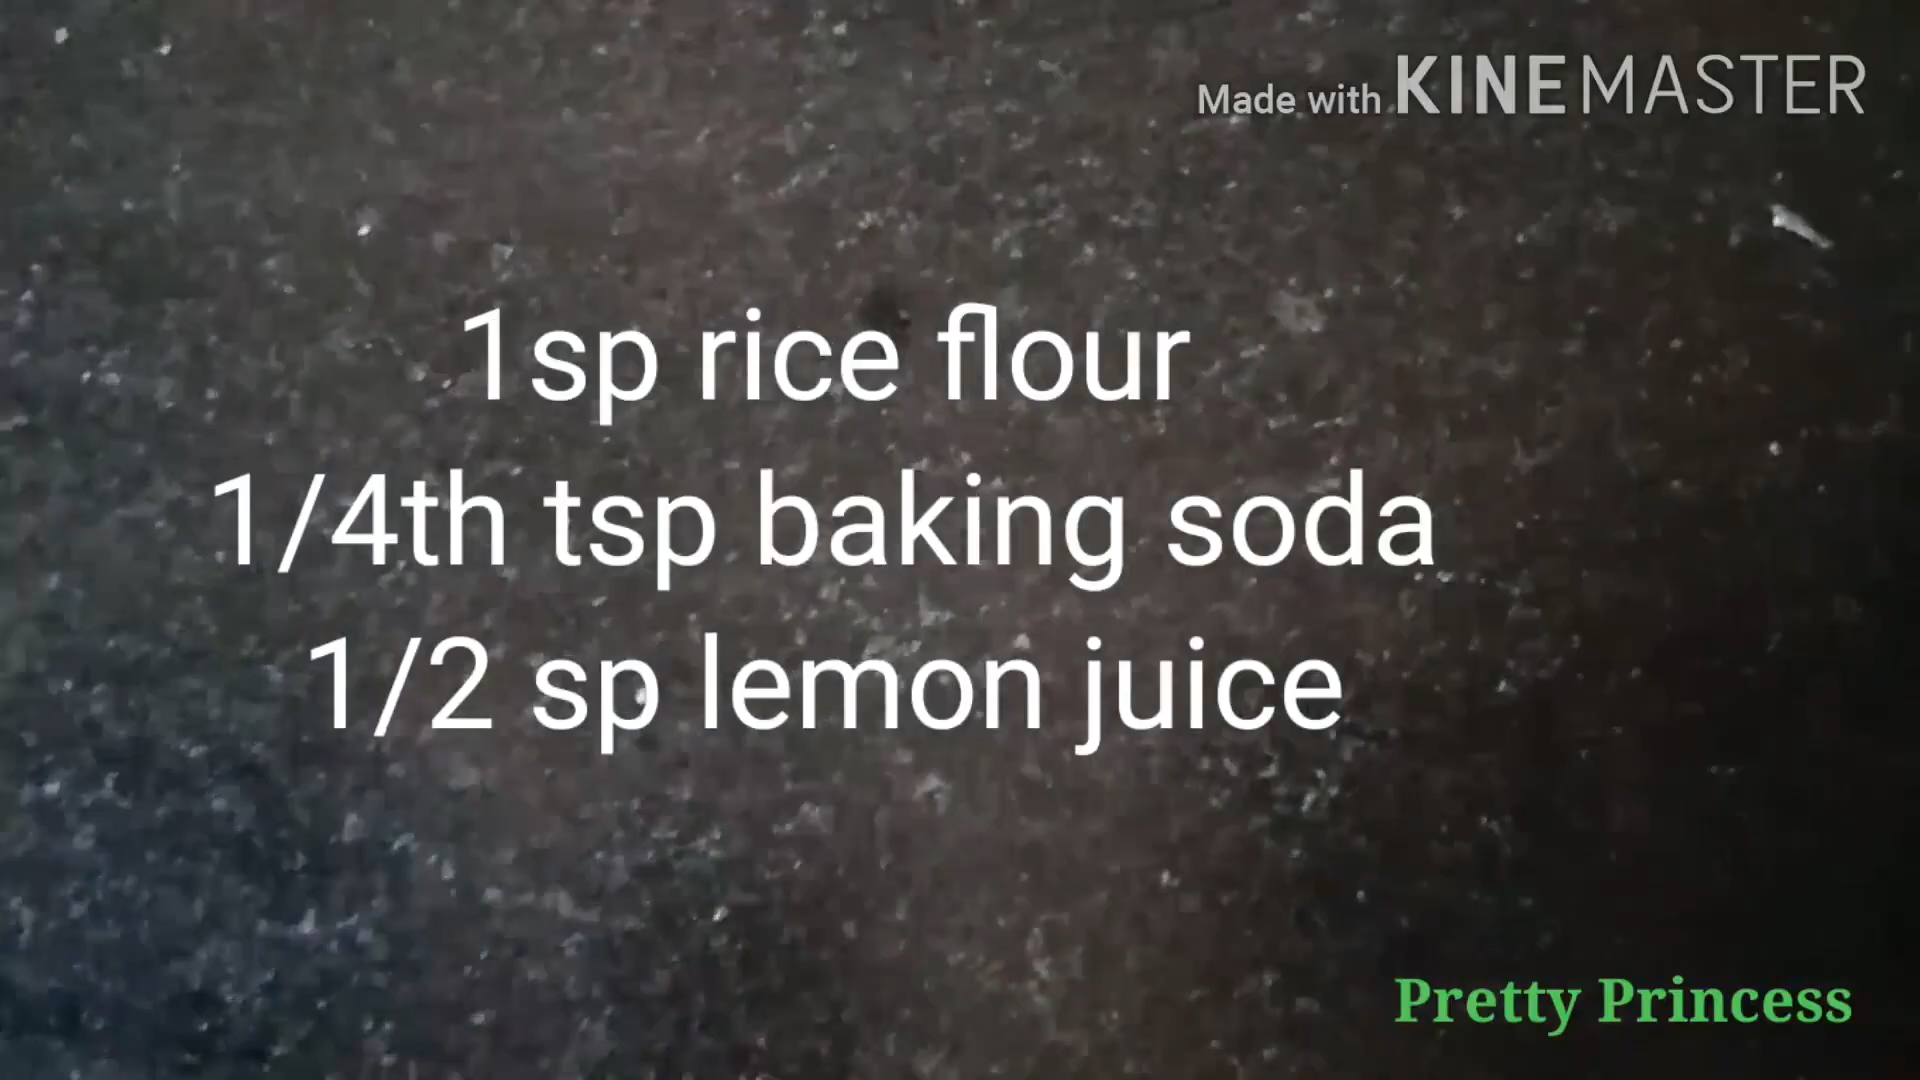 Made with KINEMASTER
1sp rice flour
1/4th tsp baking soda
1/2 sp lemon juice
Pretty Princess